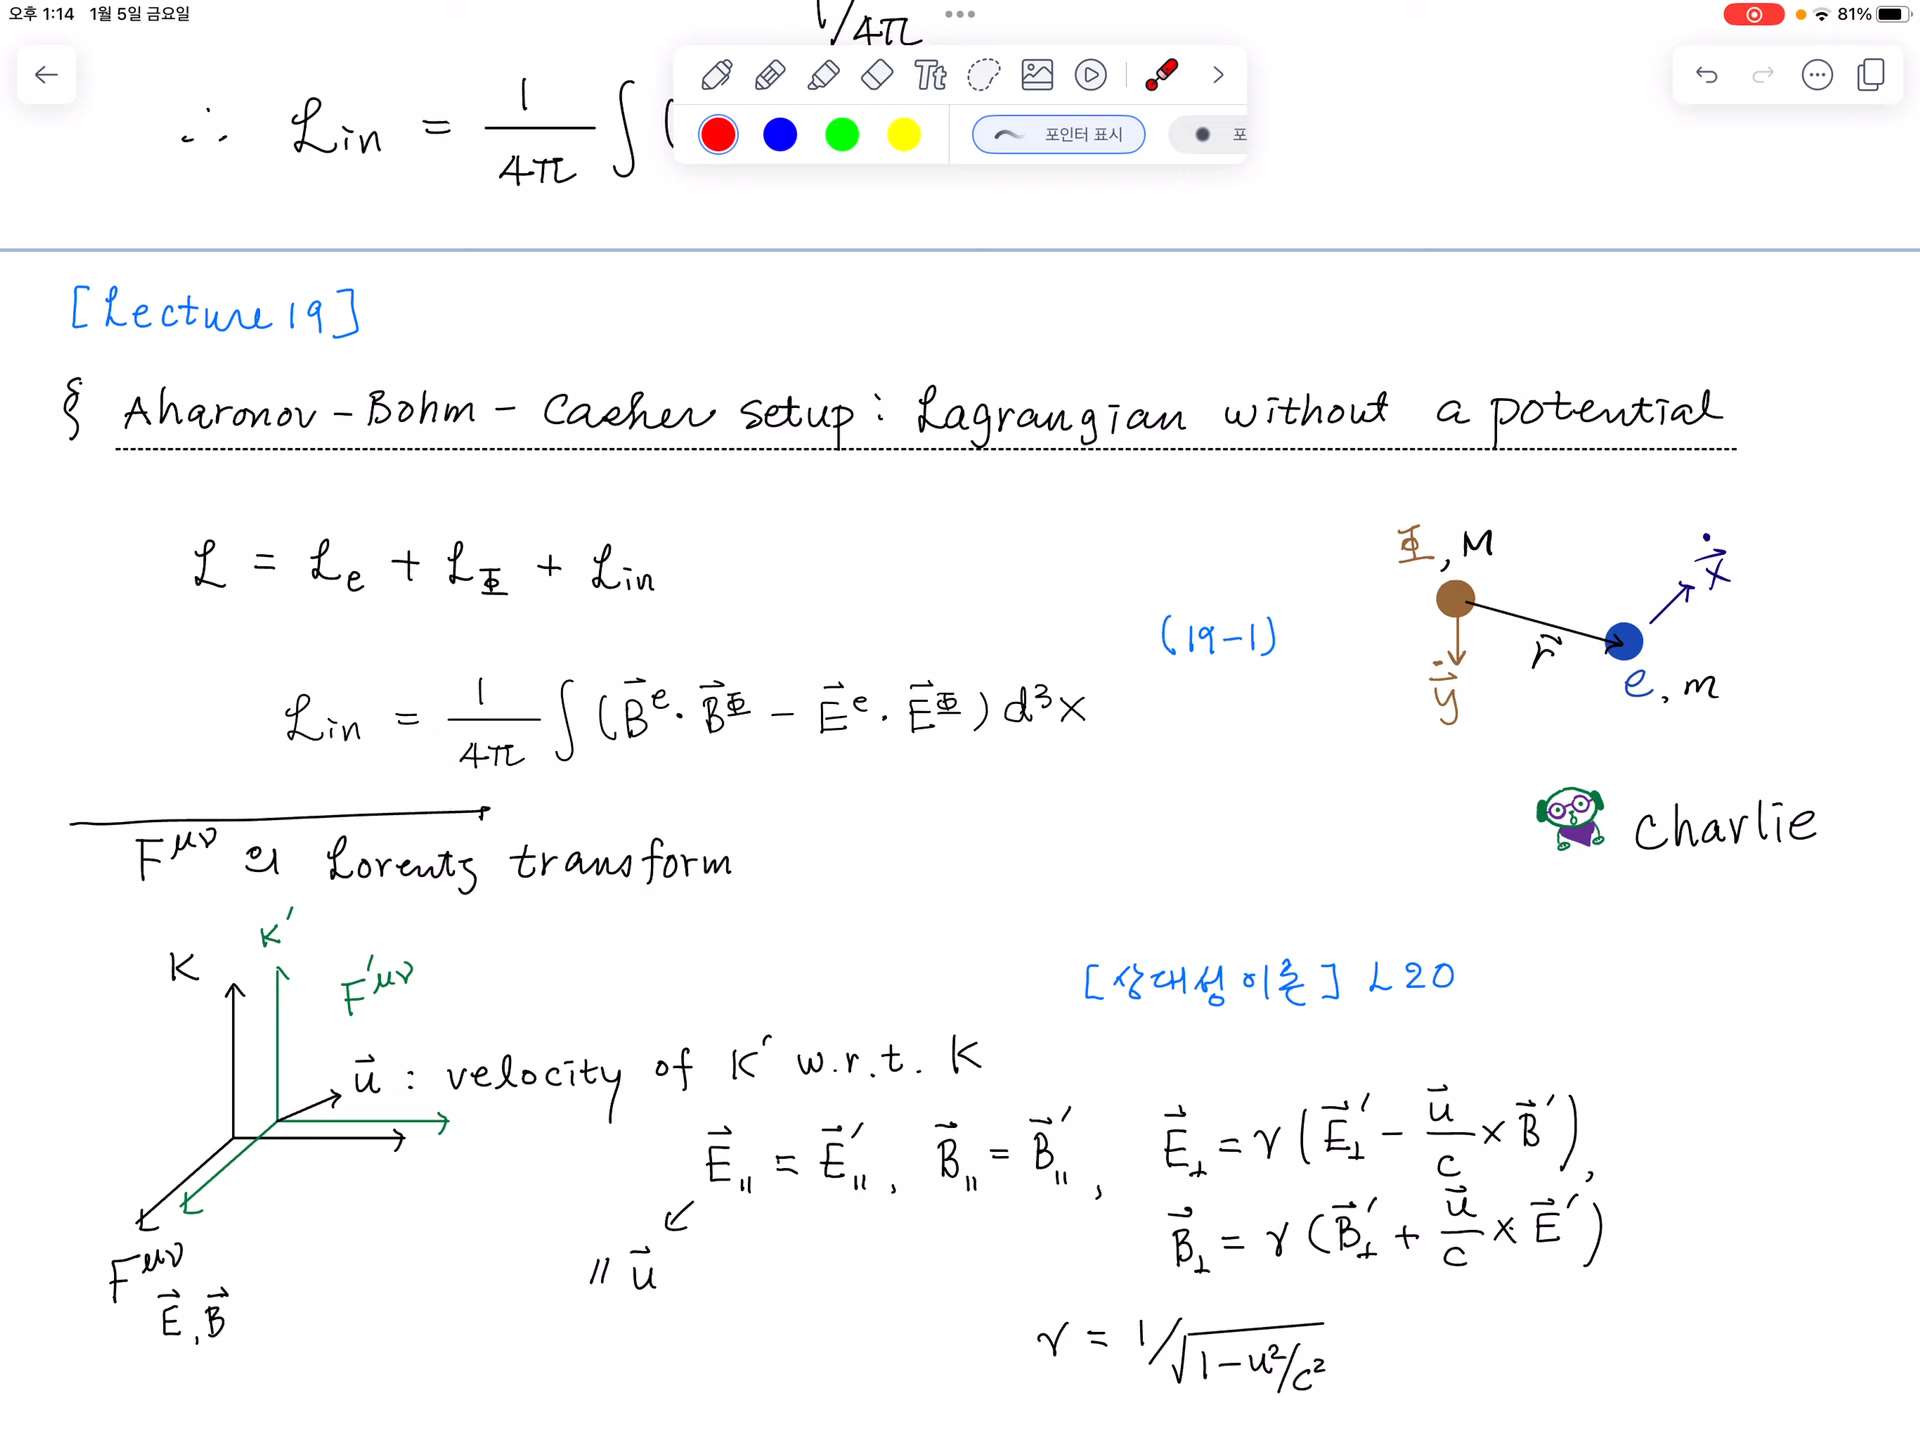 오후 1:14 1월 5일 금요일
81%
1/4π
∴ ℒin = 1/4π ∫ (
포인터 표시
포
[Lecture 19]
§ Aharonov - Bohm - Casher setup : Lagrangian without a potential
ℒ = ℒe + ℒΦ + ℒin
Φ, M
ẋ⃗
(19-1)
r⃗
ẏ⃗
e, m
ℒin = 1/4π ∫ (B⃗ᵉ · B⃗^Φ - E⃗ᵉ · E⃗^Φ) d³x
Charlie
F^μν 의 Lorentz transform
K
K′
F′^μν
[상대성이론] L20
u⃗ : velocity of K′ w.r.t. K
E⃗∥ = E⃗′∥, B⃗∥ = B⃗′∥, E⃗⊥ = γ(E⃗′⊥ - u⃗/c × B⃗′),
∥ u⃗
B⃗⊥ = γ(B⃗′⊥ + u⃗/c × E⃗′)
F^μν
E⃗, B⃗
γ = 1/√(1-u²/c²)